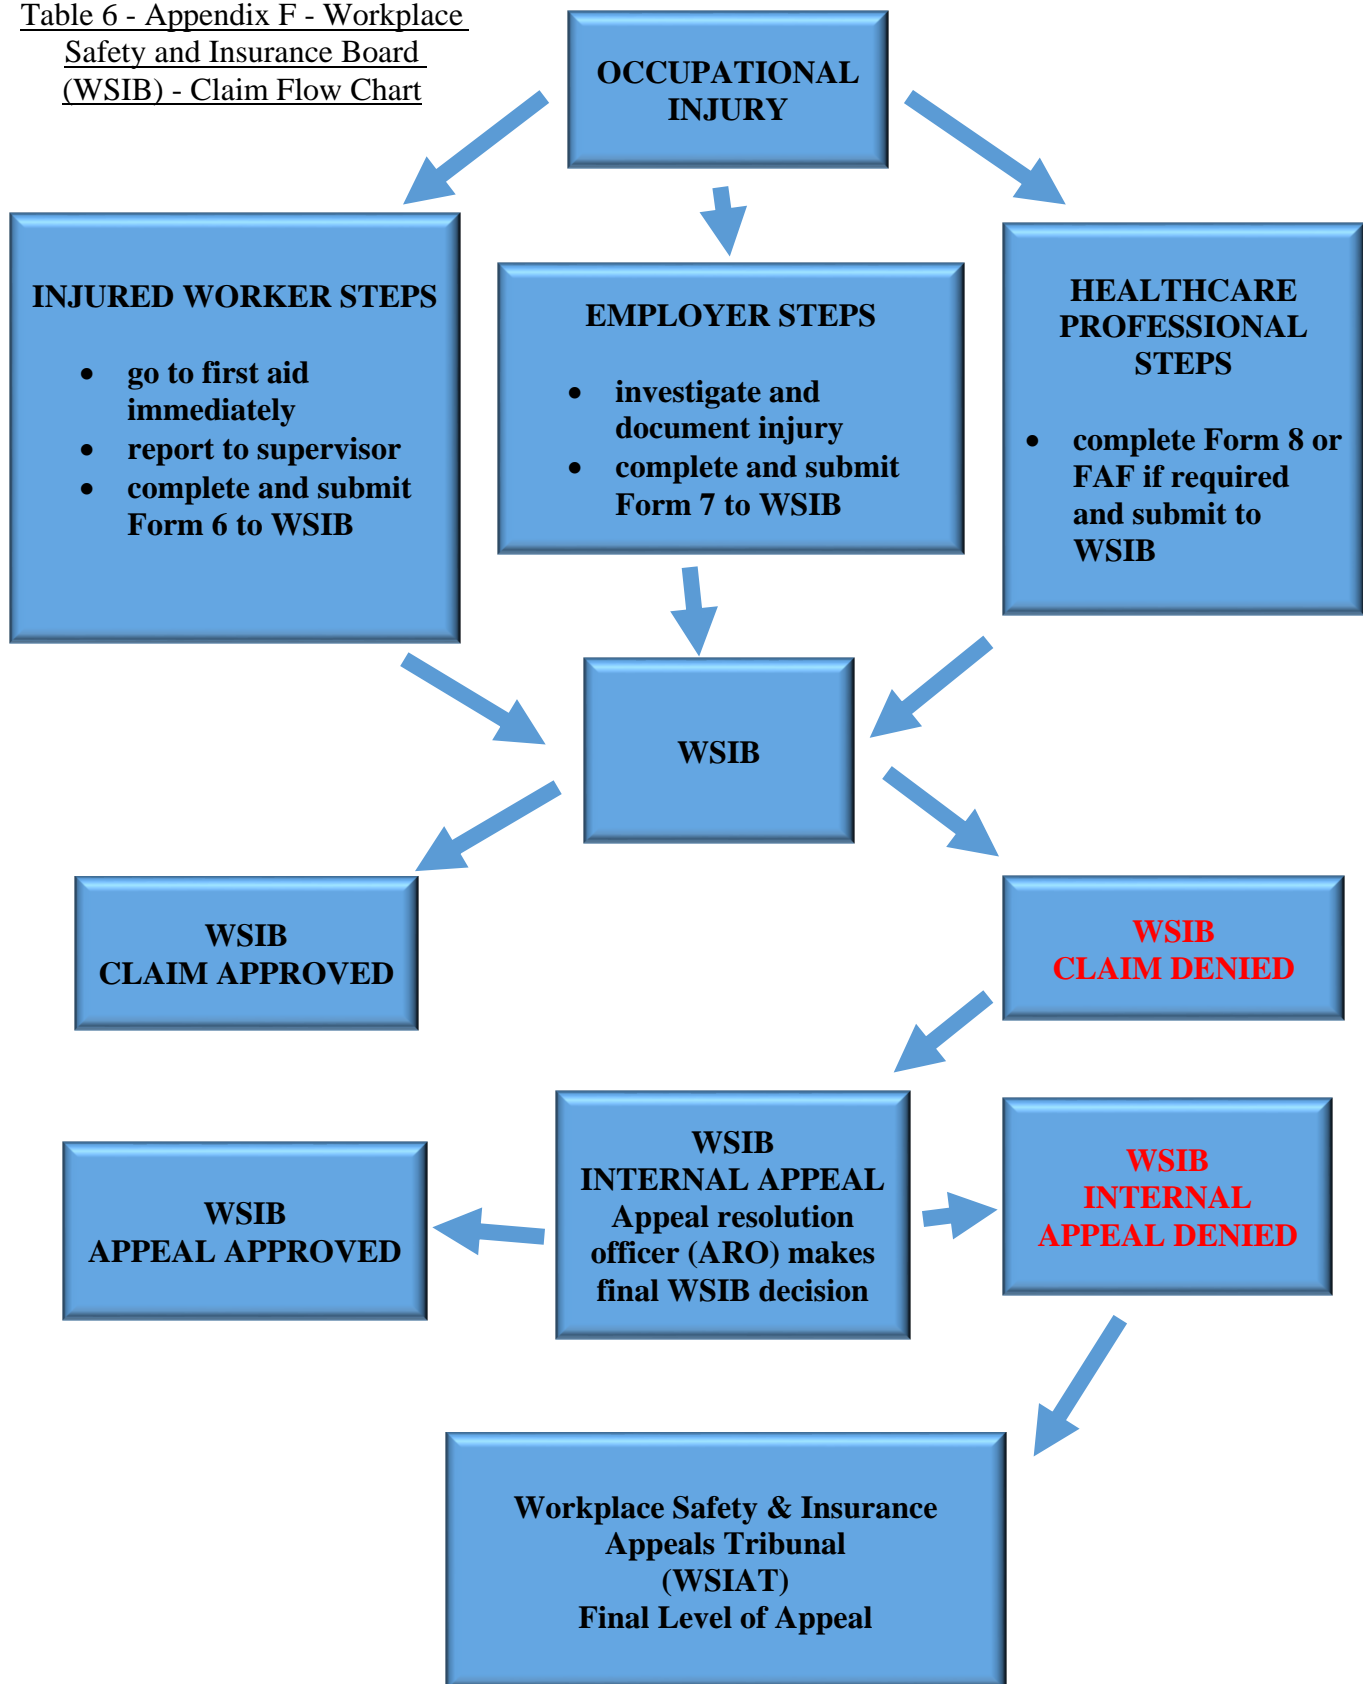 Table 6 - Appendix F - Workplace
Safety and Insurance Board
(WSIB) - Claim Flow Chart
OCCUPATIONAL
INJURY
INJURED WORKER STEPS
• go to first aid
immediately
• report to supervisor
• complete and submit
Form 6 to WSIB
EMPLOYER STEPS
• investigate and
document injury
• complete and submit
Form 7 to WSIB
HEALTHCARE
PROFESSIONAL
STEPS
• complete Form 8 or
FAF if required
and submit to
WSIB
WSIB
WSIB
CLAIM APPROVED
WSIB
CLAIM DENIED
WSIB
APPEAL APPROVED
WSIB
INTERNAL APPEAL
Appeal resolution
officer (ARO) makes
final WSIB decision
WSIB
INTERNAL
APPEAL DENIED
Workplace Safety & Insurance
Appeals Tribunal
(WSIAT)
Final Level of Appeal